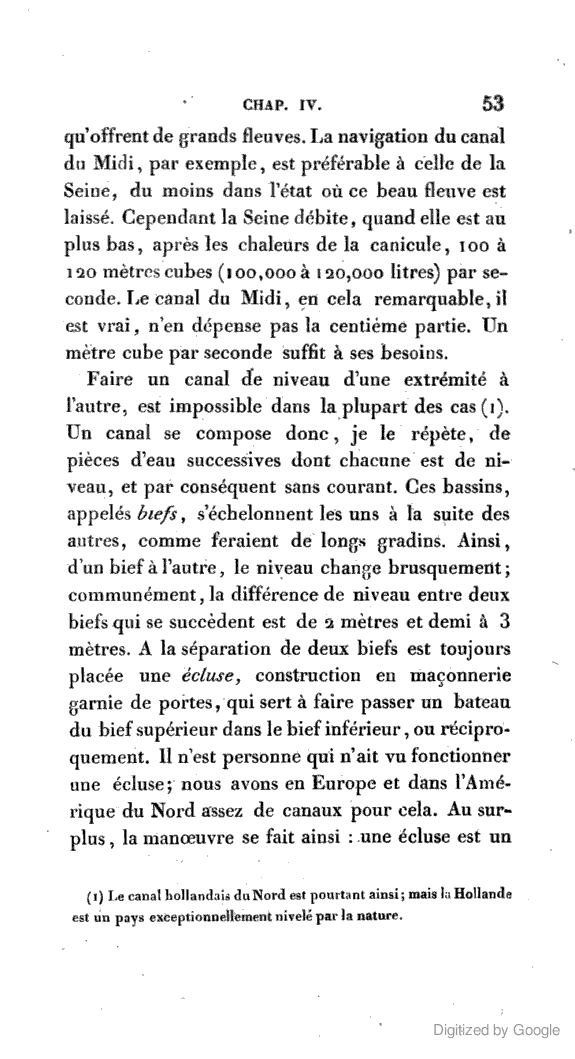 CHAP. IV. 53
qu'offrent de grands fleuves. La navigation du canal
du Midi, par exemple, est préférable à celle de la
Seine, du moins dans l'état où ce beau fleuve est
laissé. Cependant la Seine débite, quand elle est au
plus bas, après les chaleurs de la canicule, 100 à
120 mètres cubes (100,000 à 120,000 litres) par se-
conde. Le canal du Midi, en cela remarquable, il
est vrai, n'en dépense pas la centième partie. Un
mètre cube par seconde suffit à ses besoins.
Faire un canal de niveau d'une extrémité à
l'autre, est impossible dans la plupart des cas (1).
Un canal se compose donc, je le répète, de
pièces d'eau successives dont chacune est de ni-
veau, et par conséquent sans courant. Ces bassins,
appelés biefs, s'échelonnent les uns à la suite des
autres, comme feraient de longs gradins. Ainsi,
d'un bief à l'autre, le niveau change brusquement;
communément, la différence de niveau entre deux
biefs qui se succèdent est de 2 mètres et demi à 3
mètres. A la séparation de deux biefs est toujours
placée une écluse, construction en maçonnerie
garnie de portes, qui sert à faire passer un bateau
du bief supérieur dans le bief inférieur, ou récipro-
quement. Il n'est personne qui n'ait vu fonctionner
une écluse; nous avons en Europe et dans l'Amé-
rique du Nord assez de canaux pour cela. Au sur-
plus, la manœuvre se fait ainsi : une écluse est un
(1) Le canal hollandais du Nord est pourtant ainsi; mais la Hollande
est un pays exceptionnellement nivelé par la nature.
Digitized by Google